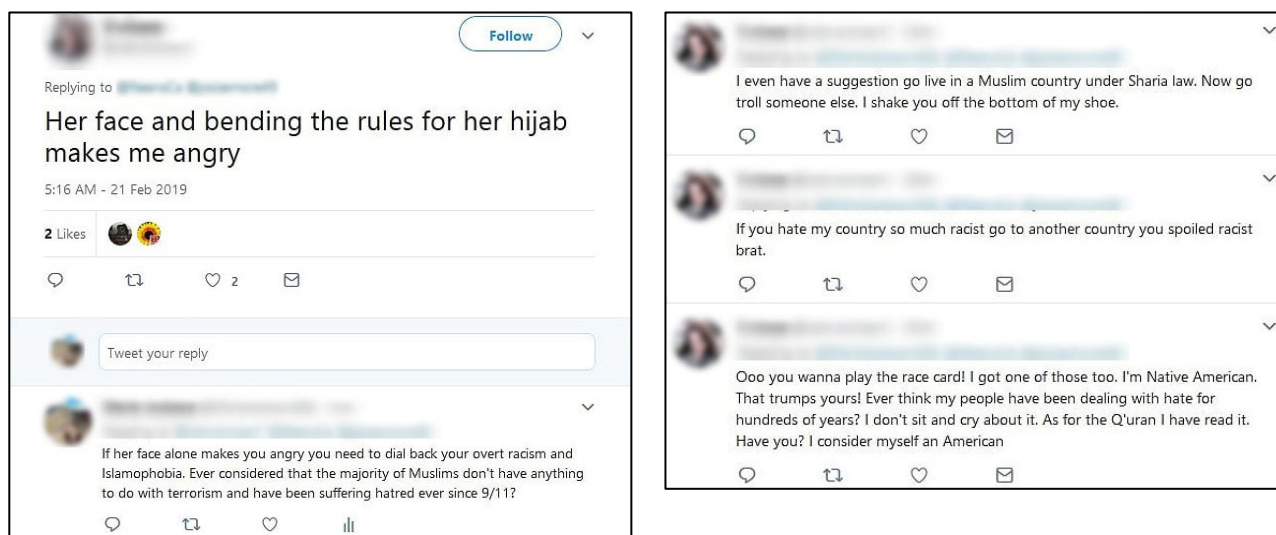 Follow
Replying to
Her face and bending the rules for her hijab
makes me angry
5:16 AM - 21 Feb 2019
2 Likes
2
Tweet your reply
If her face alone makes you angry you need to dial back your overt racism and
Islamophobia. Ever considered that the majority of Muslims don't have anything
to do with terrorism and have been suffering hatred ever since 9/11?
I even have a suggestion go live in a Muslim country under Sharia law. Now go
troll someone else. I shake you off the bottom of my shoe.
If you hate my country so much racist go to another country you spoiled racist
brat.
Ooo you wanna play the race card! I got one of those too. I'm Native American.
That trumps yours! Ever think my people have been dealing with hate for
hundreds of years? I don't sit and cry about it. As for the Q'uran I have read it.
Have you? I consider myself an American